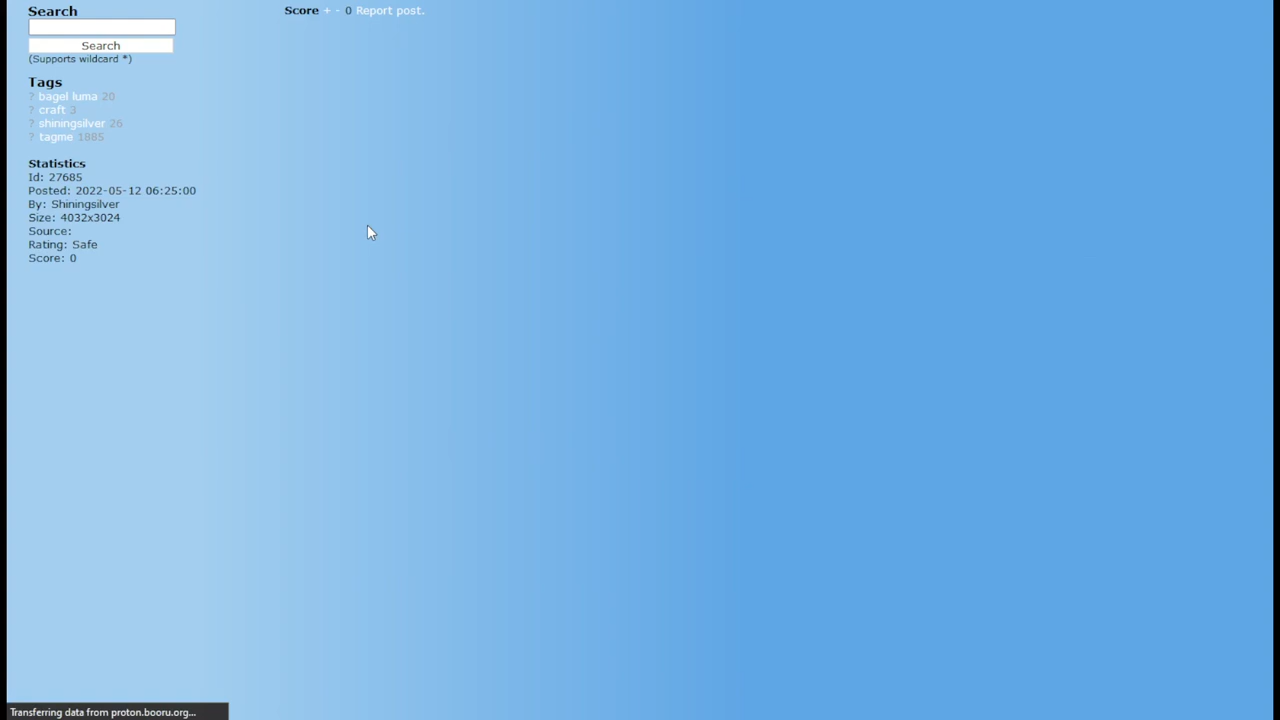 Search
Search
(Supports wildcard *)
Tags
? bagel luma 20
? craft 3
? shiningsilver 26
? tagme 1885
Statistics
Id: 27685
Posted: 2022-05-12 06:25:00
By: Shiningsilver
Size: 4032x3024
Source:
Rating: Safe
Score: 0
Score + - 0 Report post.
Transferring data from proton.booru.org...